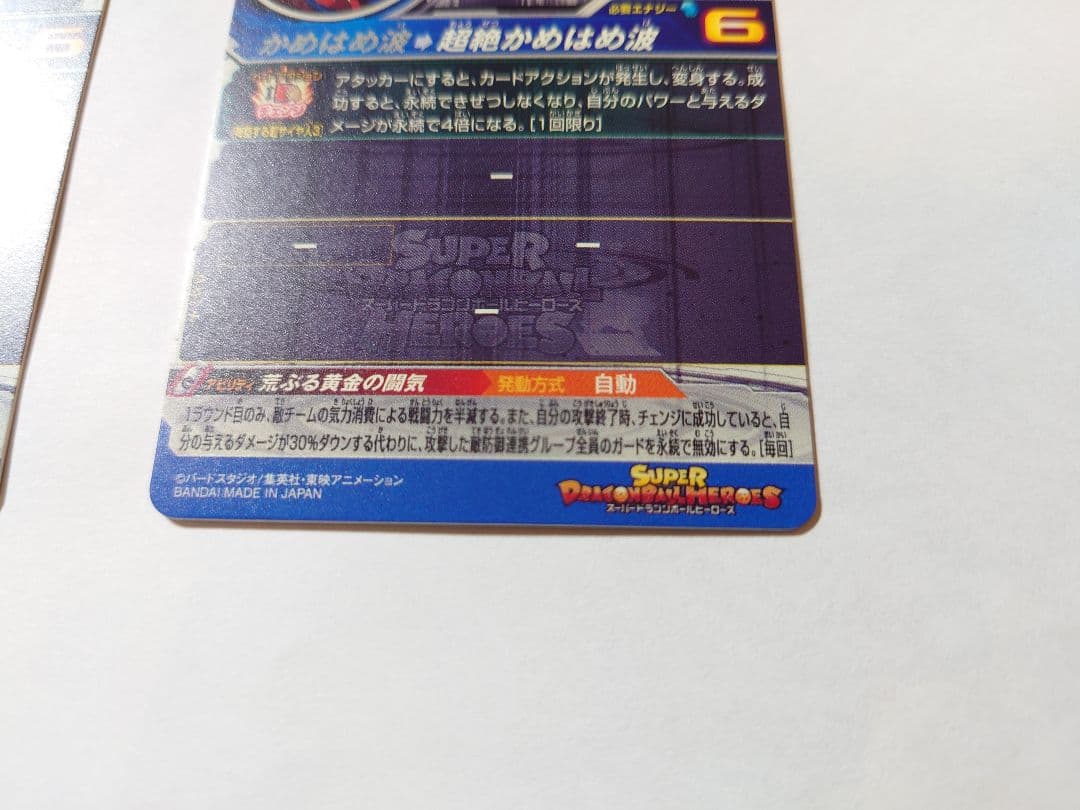 必要エナジー
6
かめはめ波➡超絶かめはめ波
アタッカーにすると、カードアクションが発生し、変身する。成
功すると、永続できぜつしなくなり、自分のパワーと与えるダ
メージが永続で4倍になる。[1回限り]
チェンジ
－
－ －
SUPER
DRAGONBALL
スーパードラゴンボールヒーローズ
－
HEROES
アビリティ 荒ぶる黄金の闘気 発動方式 自動
1ラウンド目のみ、敵チームの気力消費による戦闘力を半減する。また、自分の攻撃終了時、チェンジに成功していると、自
分の与えるダメージが30%ダウンする代わりに、攻撃した敵防御連携グループ全員のガードを永続で無効にする。[毎回]
©バードスタジオ/集英社・東映アニメーション
BANDAI MADE IN JAPAN
SUPER
DRAGONBALL HEROES
スーパードラゴンボールヒーローズ